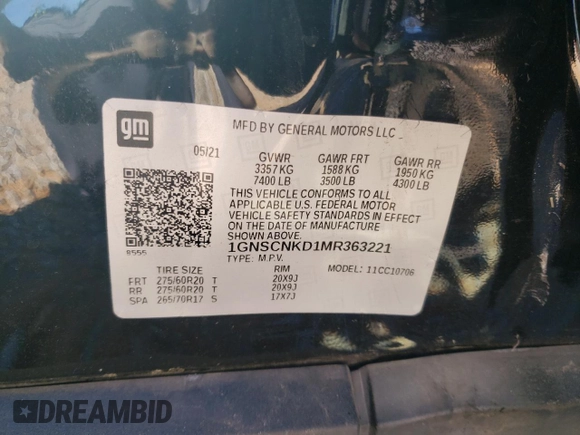 gm
MFD BY GENERAL MOTORS LLC
05/21 GVWR GAWR FRT GAWR RR
3357 KG 1588 KG 1950 KG
7400 LB 3500 LB 4300 LB
THIS VEHICLE CONFORMS TO ALL
APPLICABLE U.S. FEDERAL MOTOR
VEHICLE SAFETY STANDARDS IN EFFECT
ON THE DATE OF MANUFACTURE
SHOWN ABOVE.
8555 1GNSCNKD1MR363221
TYPE: M.P.V.
TIRE SIZE RIM MODEL: 11CC10706
FRT 275/60R20 T 20X9J
RR 275/60R20 T 20X9J
SPA 265/70R17 S 17X7J
DREAMBID